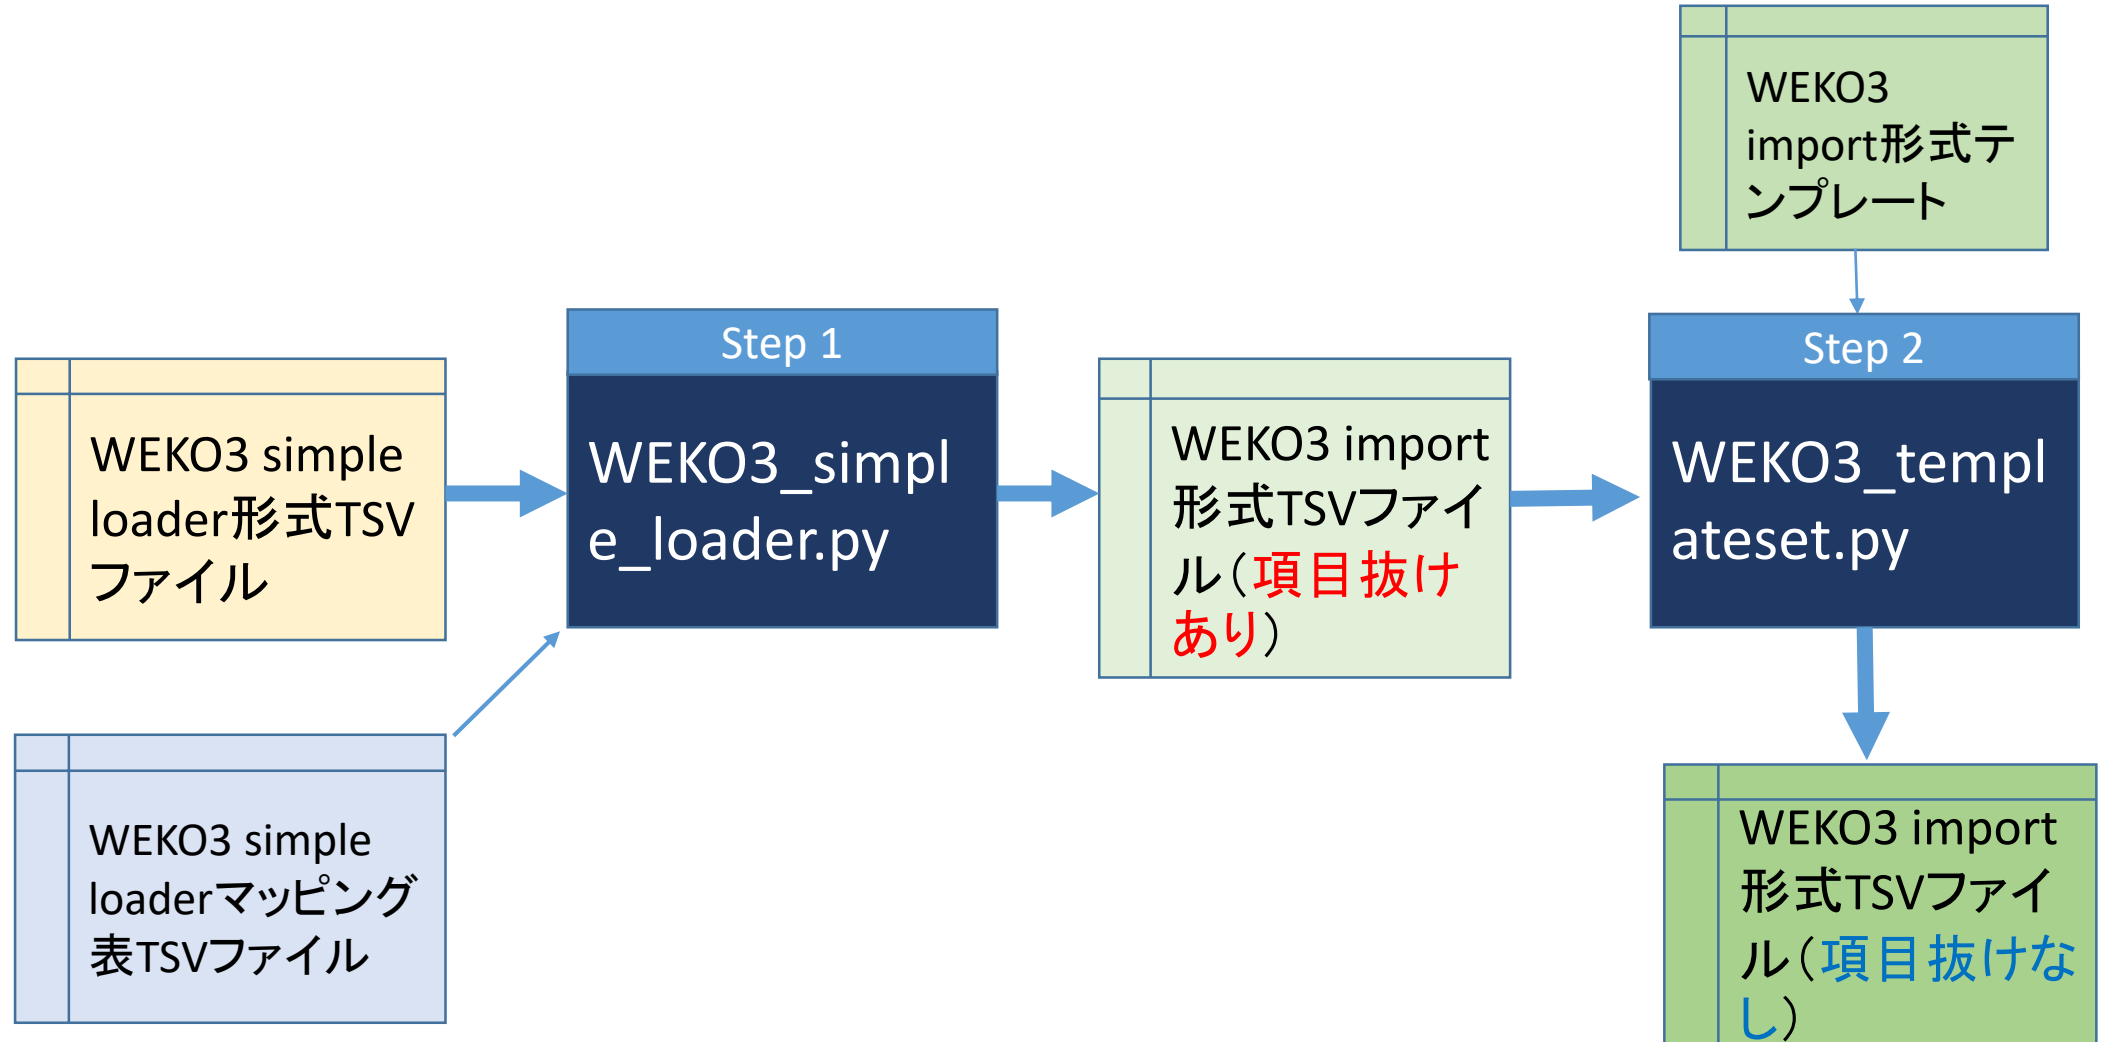 WEKO3 simple
loader形式TSV
ファイル
WEKO3 simple
loaderマッピング
表TSVファイル
Step 1
WEKO3_simpl
e_loader.py
WEKO3 import
形式TSVファイ
ル（項目抜け
あり）
WEKO3
import形式テ
ンプレート
Step 2
WEKO3_templ
ateset.py
WEKO3 import
形式TSVファイ
ル（項目抜けな
し）